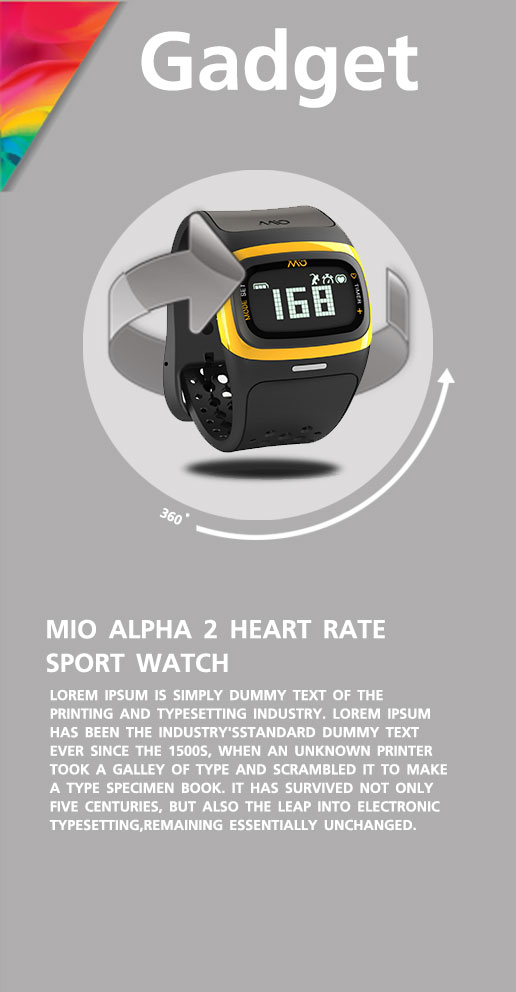 Gadget
MIO
MIO
MODE SET
168
TIMER +
360°
MIO ALPHA 2 HEART RATE
SPORT WATCH
LOREM IPSUM IS SIMPLY DUMMY TEXT OF THE
PRINTING AND TYPESETTING INDUSTRY. LOREM IPSUM
HAS BEEN THE INDUSTRY'SSTANDARD DUMMY TEXT
EVER SINCE THE 1500S, WHEN AN UNKNOWN PRINTER
TOOK A GALLEY OF TYPE AND SCRAMBLED IT TO MAKE
A TYPE SPECIMEN BOOK. IT HAS SURVIVED NOT ONLY
FIVE CENTURIES, BUT ALSO THE LEAP INTO ELECTRONIC
TYPESETTING,REMAINING ESSENTIALLY UNCHANGED.